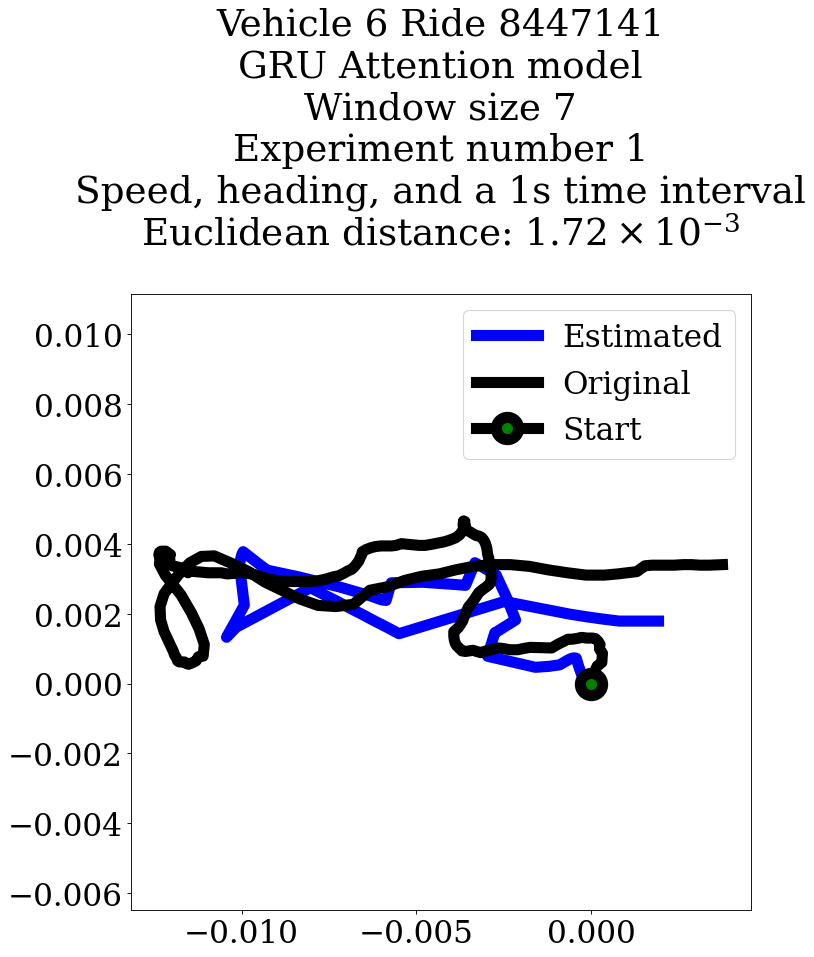 Vehicle 6 Ride 8447141
GRU Attention model
Window size 7
Experiment number 1
Speed, heading, and a 1s time interval
Euclidean distance: 1.72 × 10⁻³
Estimated
Original
Start
0.010
0.008
0.006
0.004
0.002
0.000
−0.002
−0.004
−0.006
−0.010 −0.005 0.000